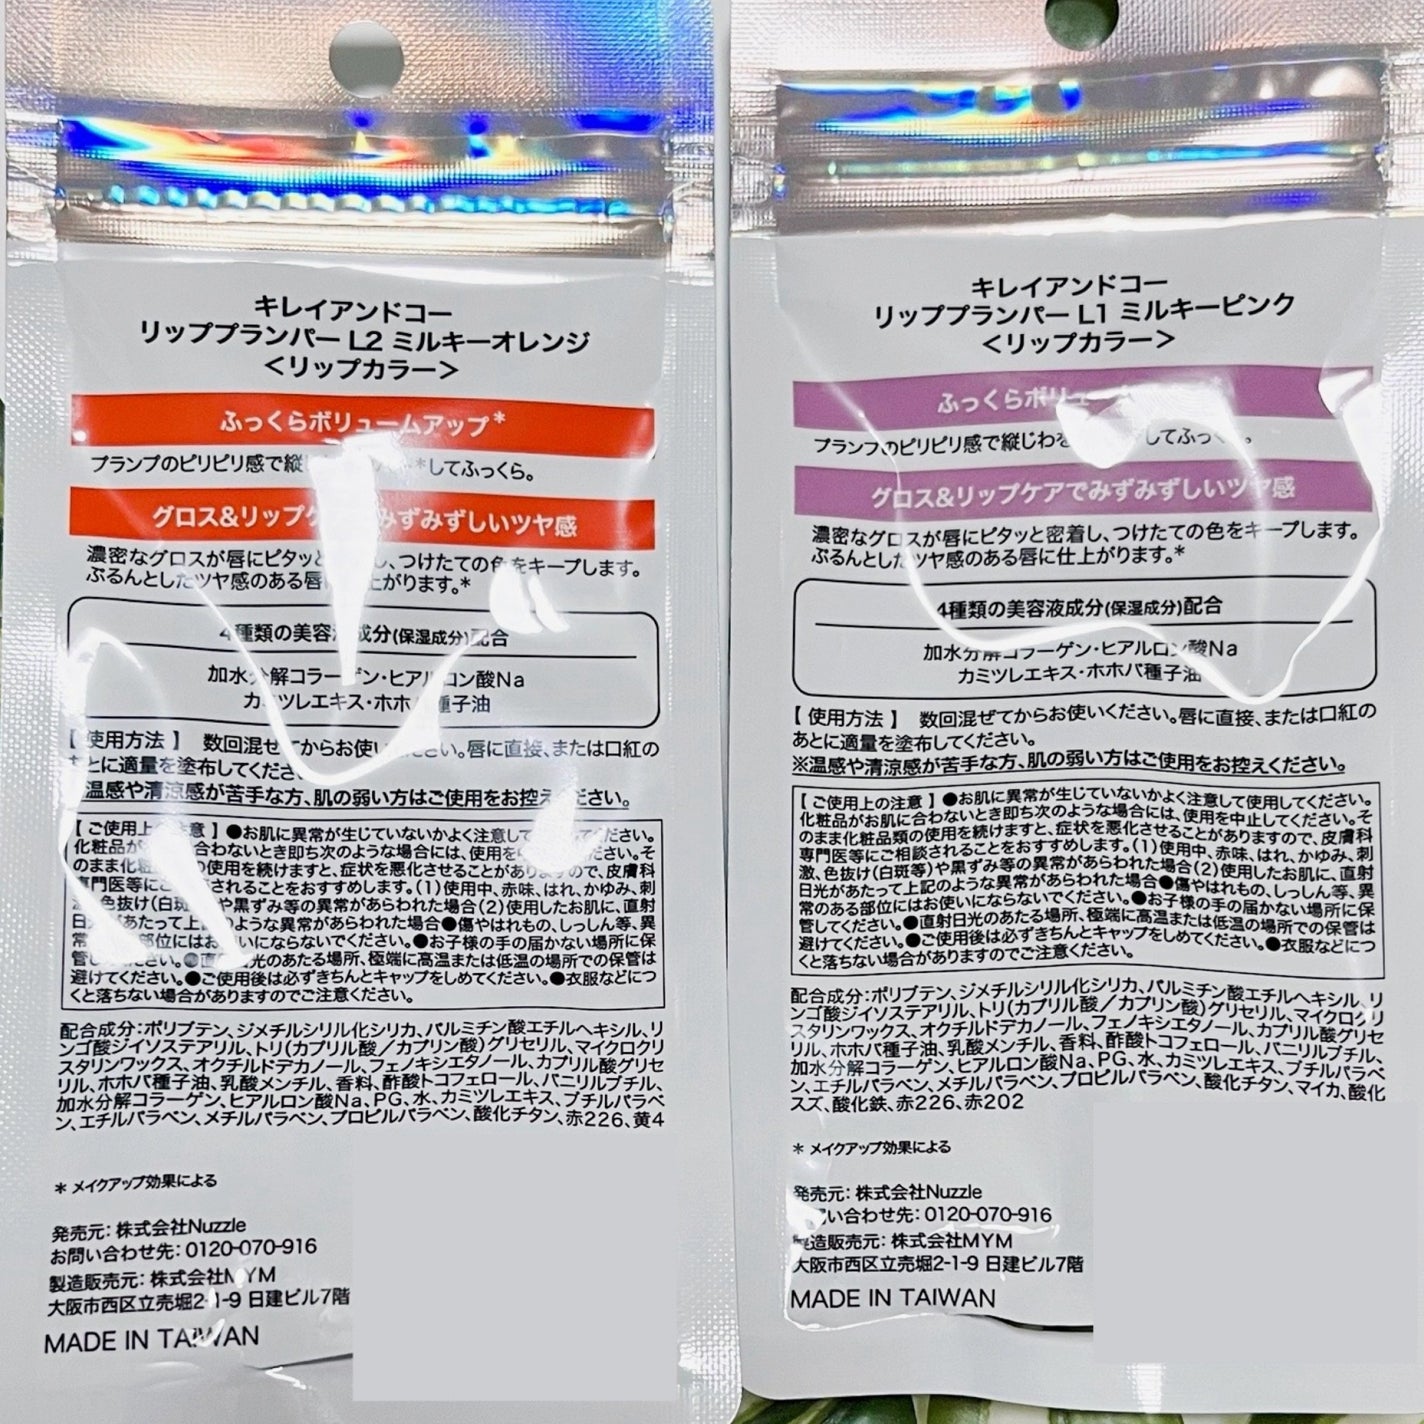 キレイアンドコー
リッププランパー L2 ミルキーオレンジ
<リップカラー>
ふっくらボリュームアップ*
プランプのピリピリ感で縦じ *してふっくら。
グロス&リップケ みずみずしいツヤ感
濃密なグロスが唇にピタッと し、つけたての色をキープします。
ぷるんとしたツヤ感のある唇 上がります。*
4種類の美容液成分(保湿成分)配合
加水分解コラーゲン・ヒアルロン酸Na
カミツレエキス・ホホバ種子油
【 使用方法 】 数回混ぜてからお使いください。唇に直接、または口紅の
あとに適量を塗布してください。
温感や清涼感が苦手な方、肌の弱い方はご使用をお控えください。
【 ご使用上の注意 】 ●お肌に異常が生じていないかよく注意して ください。
化粧品が 合わないとき即ち次のような場合には、使用を ださい。そ
のまま化粧 の使用を続けますと、症状を悪化させることがありますので、皮膚科
専門医等にご されることをおすすめします。(1)使用中、赤味、はれ、かゆみ、刺
激、色抜け(白斑 や黒ずみ等の異常があらわれた場合(2)使用したお肌に、直射
日光があたって上 のような異常があらわれた場合●傷やはれもの、しっしん等、異
常 部位にはお いにならないでください。●お子様の手の届かない場所に保
管し ください。●直 光のあたる場所、極端に高温または低温の場所での保管は
避けてください。●ご使用後は必ずきちんとキャップをしめてください。●衣服などにつ
くと落ちない場合がありますのでご注意ください。
配合成分:ポリブテン、ジメチルシリル化シリカ、パルミチン酸エチルヘキシル、リ
ンゴ酸ジイソステアリル、トリ(カプリル酸/カプリン酸)グリセリル、マイクロクリ
スタリンワックス、オクチルドデカノール、フェノキシエタノール、カプリル酸グリセ
リル、ホホバ種子油、乳酸メンチル、香料、酢酸トコフェロール、バニリルブチル、
加水分解コラーゲン、ヒアルロン酸Na、PG、水、カミツレエキス、ブチルパラベ
ン、エチルパラベン、メチルパラベン、プロピルパラベン、酸化チタン、赤226、黄4
* メイクアップ効果による
発売元: 株式会社Nuzzle
お問い合わせ先: 0120-070-916
製造販売元: 株式会社MYM
大阪市西区立売堀2-1-9 日建ビル7階
MADE IN TAIWAN
キレイアンドコー
リッププランパー L1 ミルキーピンク
<リップカラー>
ふっくらボリュー *
プランプのピリピリ感で縦じわを してふっくら。
グロス&リップケアでみずみずしいツヤ感
濃密なグロスが唇にピタッと密着し、つけたての色をキープします。
ぷるんとしたツヤ感のある唇に仕上がります。*
4種類の美容液成分(保湿成分)配合
加水分解コラーゲン・ヒアルロン酸Na
カミツレエキス・ホホバ種子油
【 使用方法 】 数回混ぜてからお使いください。唇に直接、または口紅の
あとに適量を塗布してください。
※温感や清涼感が苦手な方、肌の弱い方はご使用をお控えください。
【 ご使用上の注意 】 ●お肌に異常が生じていないかよく注意して使用してください。
化粧品がお肌に合わないとき即ち次のような場合には、使用を中止してください。そ
のまま化粧品類の使用を続けますと、症状を悪化させることがありますので、皮膚科
専門医等にご相談されることをおすすめします。(1)使用中、赤味、はれ、かゆみ、刺
激、色抜け(白斑等)や黒ずみ等の異常があらわれた場合(2)使用したお肌に、直射
日光があたって上記のような異常があらわれた場合●傷やはれもの、しっしん等、異
常のある部位にはお使いにならないでください。●お子様の手の届かない場所に保
管してください。●直射日光のあたる場所、極端に高温または低温の場所での保管は
避けてください。●ご使用後は必ずきちんとキャップをしめてください。●衣服などにつ
くと落ちない場合がありますのでご注意ください。
配合成分:ポリブテン、ジメチルシリル化シリカ、パルミチン酸エチルヘキシル、リ
ンゴ酸ジイソステアリル、トリ(カプリル酸/カプリン酸)グリセリル、マイクロクリ
スタリンワックス、オクチルドデカノール、フェノキシエタノール、カプリル酸グリセ
リル、ホホバ種子油、乳酸メンチル、香料、酢酸トコフェロール、バニリルブチル、
加水分解コラーゲン、ヒアルロン酸Na、PG、水、カミツレエキス、ブチルパラベ
ン、エチルパラベン、メチルパラベン、プロピルパラベン、酸化チタン、マイカ、酸化
スズ、酸化鉄、赤226、赤202
* メイクアップ効果による
発売元: 株式会社Nuzzle
い合わせ先: 0120-070-916
製造販売元: 株式会社MYM
大阪市西区立売堀2-1-9 日建ビル7階
MADE IN TAIWAN